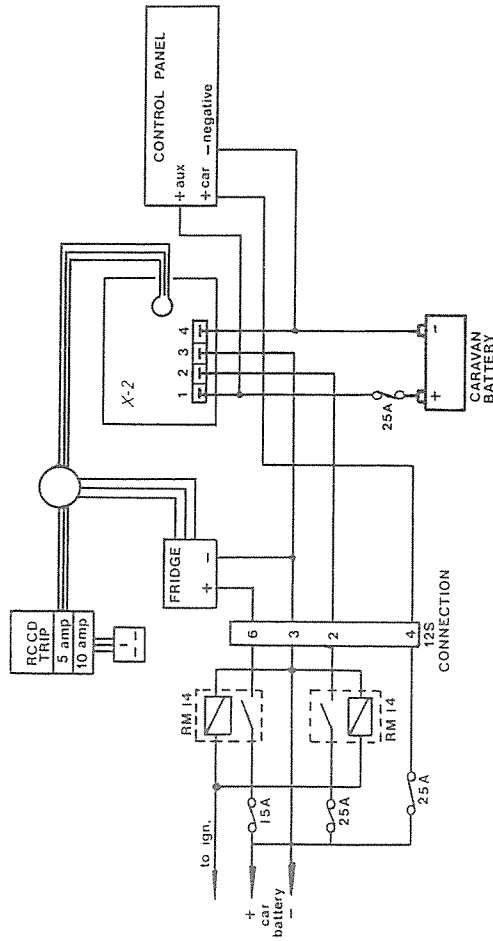 CONTROL PANEL
+aux
+car
-negative
X-2
1 2 3 4
25A
+ -
CARAVAN
BATTERY
RCCD
TRIP
5 amp
10 amp
FRIDGE
+ -
6
3
2
4
12S
CONNECTION
RM 14
RM 14
15A
25A
25A
to ign.
+
car
battery
-